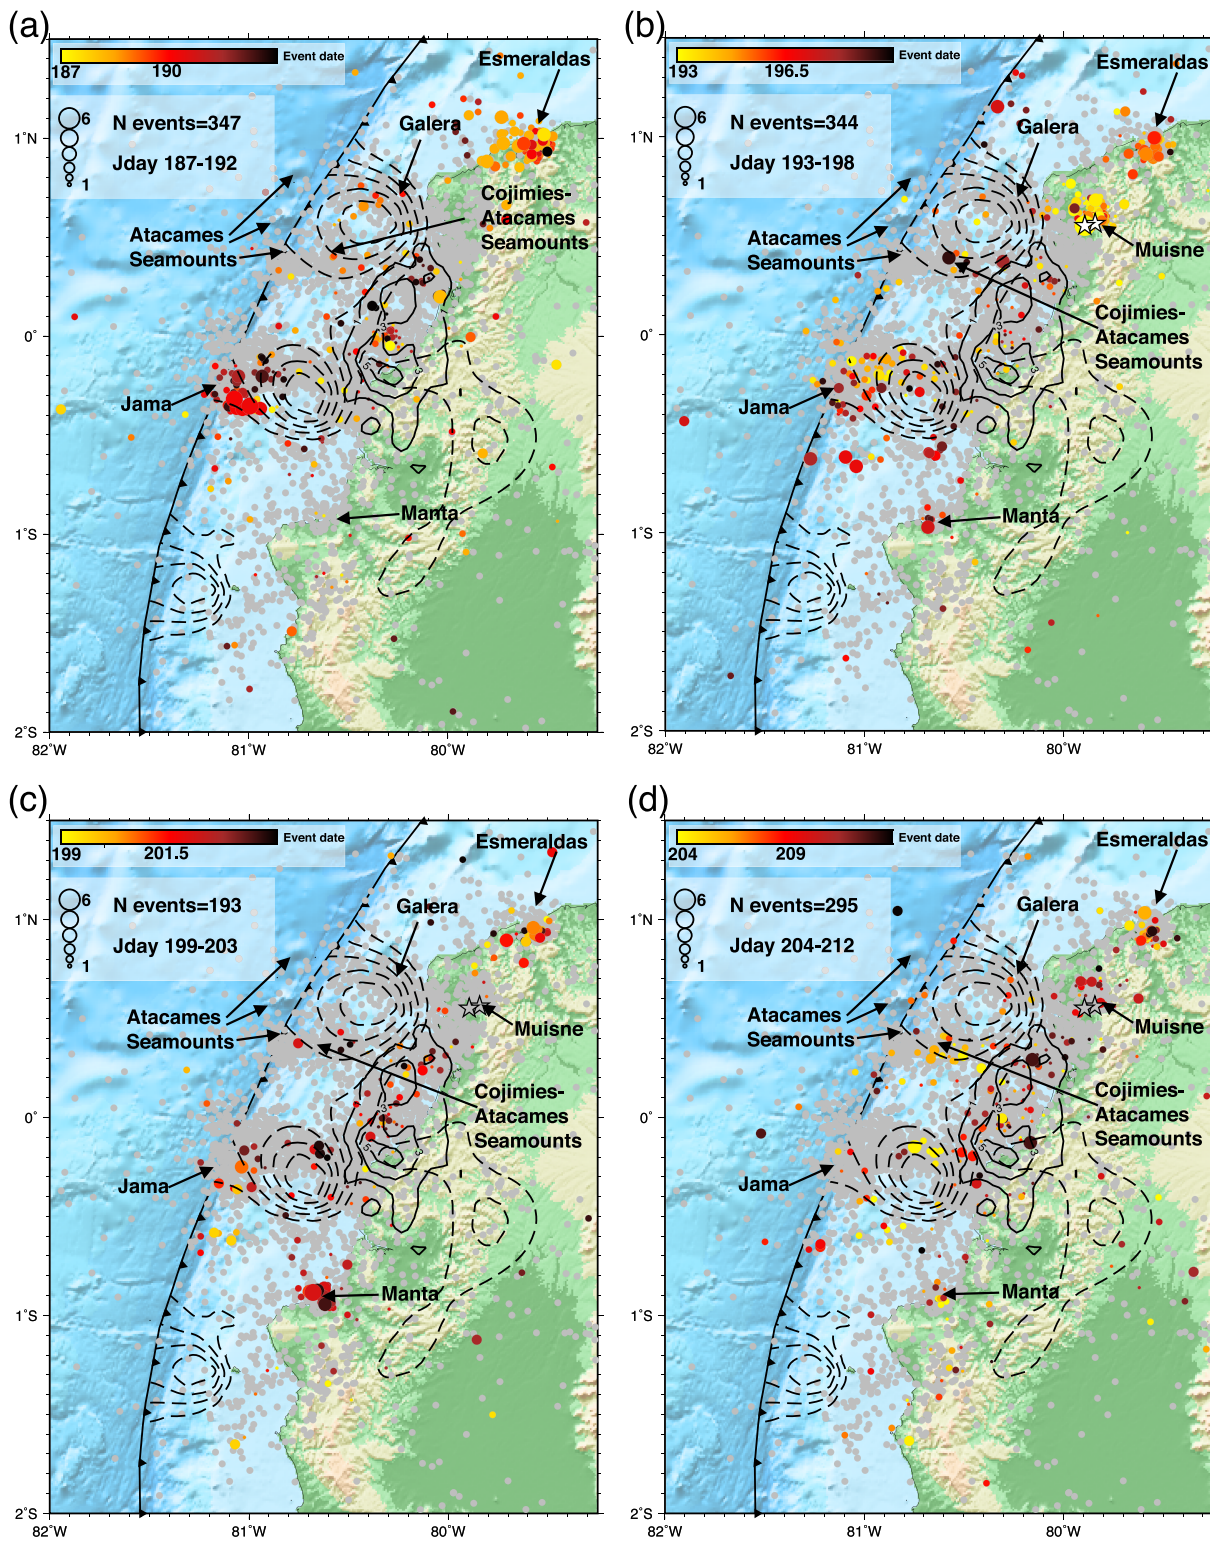 (a)
187
190
Event date
6
1
N events=347
Jday 187-192
Esmeraldas
Galera
Cojimies-
Atacames
Seamounts
Atacames
Seamounts
Jama
Manta
3
1°N
0°
1°S
2°S
82°W
81°W
80°W
(b)
193
196.5
Event date
6
1
N events=344
Jday 193-198
Esmeraldas
Galera
Atacames
Seamounts
Muisne
Cojimies-
Atacames
Seamounts
Jama
Manta
3
1°N
0°
1°S
2°S
82°W
81°W
80°W
(c)
199
201.5
Event date
6
1
N events=193
Jday 199-203
Esmeraldas
Galera
Atacames
Seamounts
Muisne
Cojimies-
Atacames
Seamounts
Jama
Manta
3
1°N
0°
1°S
2°S
82°W
81°W
80°W
(d)
204
209
Event date
6
1
N events=295
Jday 204-212
Esmeraldas
Galera
Atacames
Seamounts
Muisne
Cojimies-
Atacames
Seamounts
Jama
Manta
3
1°N
0°
1°S
2°S
82°W
81°W
80°W